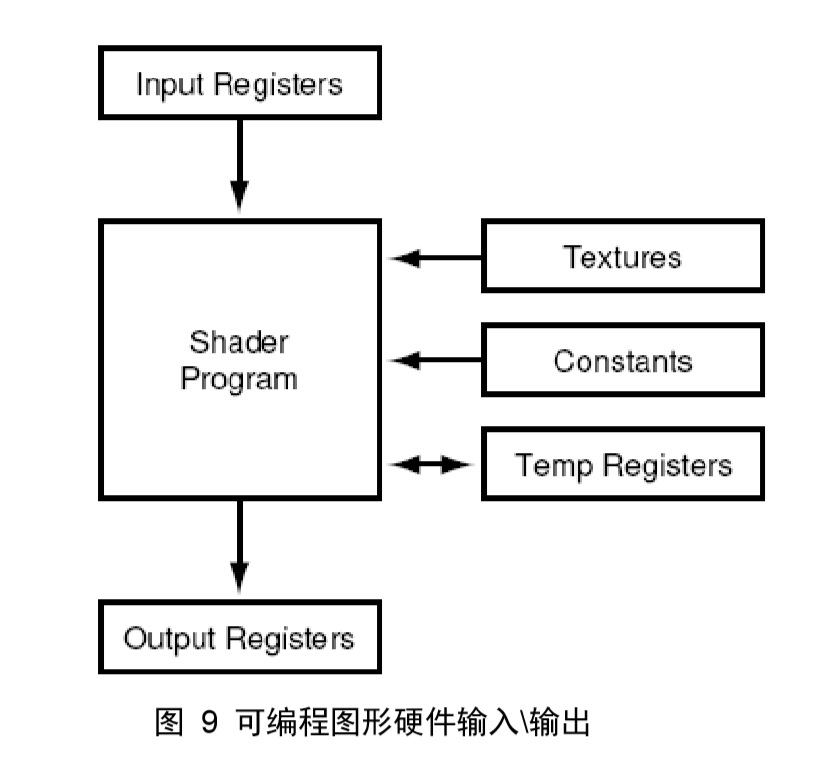 Input Registers
Textures
Shader
Program
Constants
Temp Registers
Output Registers
图 9 可编程图形硬件输入\输出